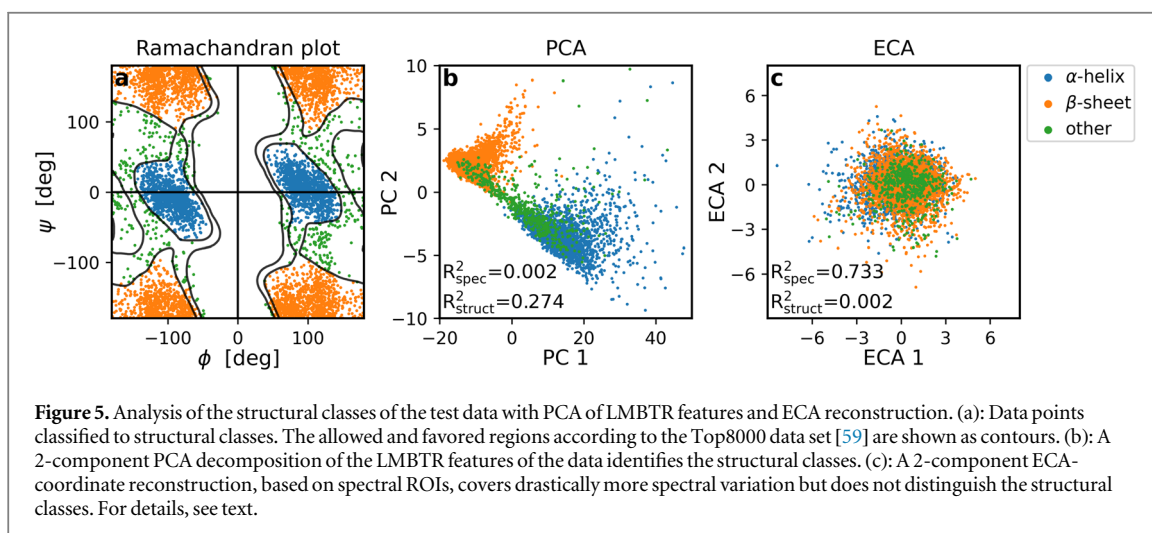 Ramachandran plot
PCA
ECA
a
b
c
α-helix
β-sheet
other
100
0
−100
ψ [deg]
−100
0
100
ϕ [deg]
10
5
0
−5
−10
PC 2
R²spec=0.002
R²struct=0.274
−20
0
20
40
PC 1
6
3
0
−3
−6
ECA 2
R²spec=0.733
R²struct=0.002
−6
−3
0
3
6
ECA 1
Figure 5. Analysis of the structural classes of the test data with PCA of LMBTR features and ECA reconstruction. (a): Data points
classified to structural classes. The allowed and favored regions according to the Top8000 data set [59] are shown as contours. (b): A
2-component PCA decomposition of the LMBTR features of the data identifies the structural classes. (c): A 2-component ECA-
coordinate reconstruction, based on spectral ROIs, covers drastically more spectral variation but does not distinguish the structural
classes. For details, see text.